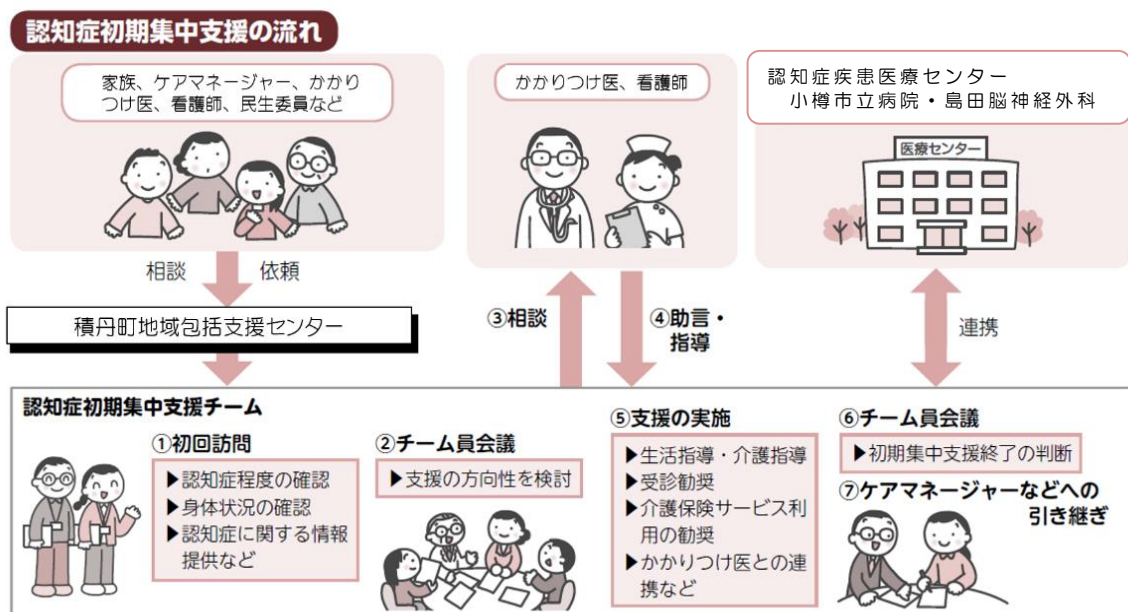 認知症初期集中支援の流れ
家族、ケアマネージャー、かかり
つけ医、看護師、民生委員など
かかりつけ医、看護師
認知症疾患医療センター
小樽市立病院・島田脳神経外科
医療センター
相談
依頼
積丹町地域包括支援センター
③相談
④助言・
指導
連携
認知症初期集中支援チーム
①初回訪問
▶認知症程度の確認
▶身体状況の確認
▶認知症に関する情報
提供など
②チーム員会議
▶支援の方向性を検討
⑤支援の実施
▶生活指導・介護指導
▶受診勧奨
▶介護保険サービス利
用の勧奨
▶かかりつけ医との連
携など
⑥チーム員会議
▶初期集中支援終了の判断
⑦ケアマネージャーなどへの
引き継ぎ